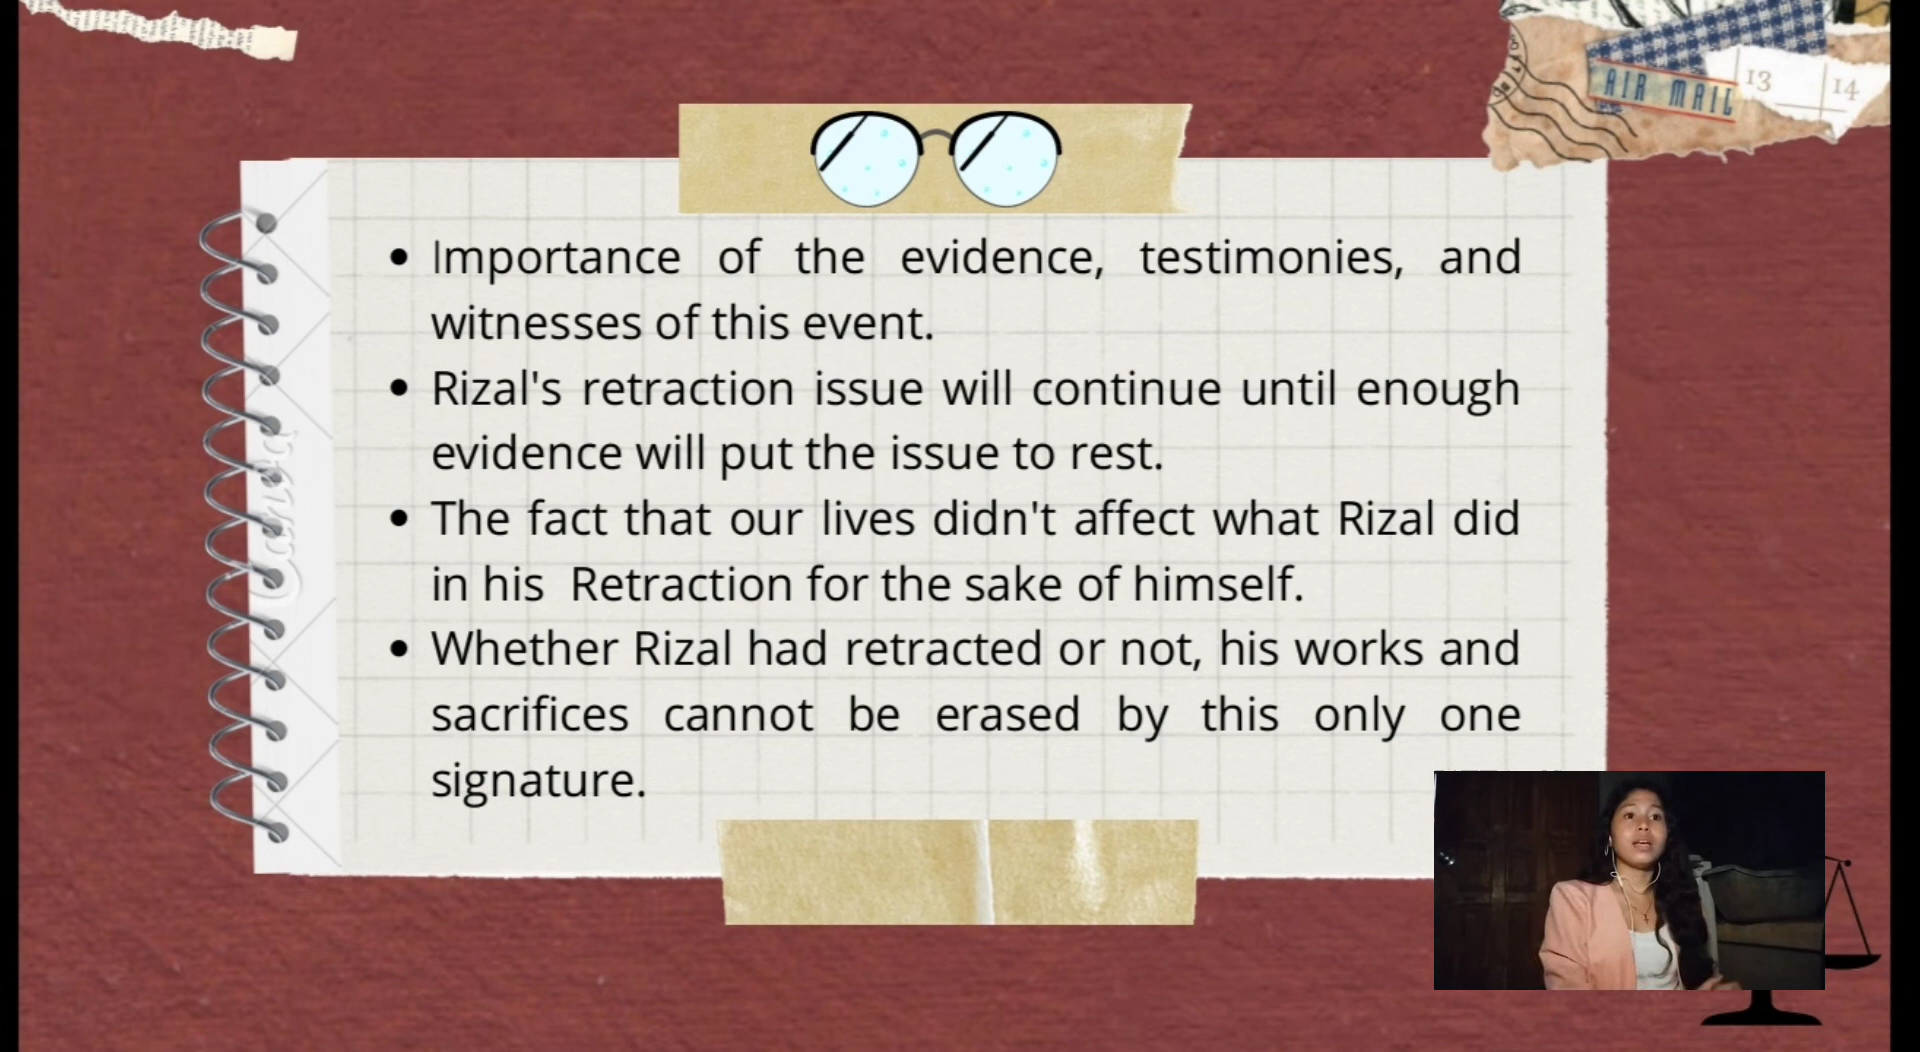 AIR MAIL
13 14
• Importance of the evidence, testimonies, and
witnesses of this event.
• Rizal's retraction issue will continue until enough
evidence will put the issue to rest.
• The fact that our lives didn't affect what Rizal did
in his Retraction for the sake of himself.
• Whether Rizal had retracted or not, his works and
sacrifices cannot be erased by this only one
signature.
Canva